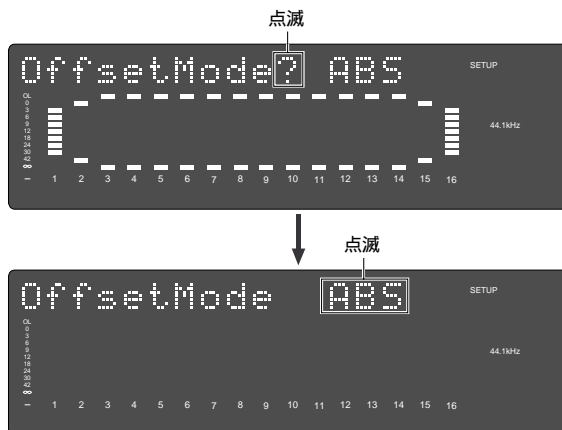 点滅
OffsetMode? ABS
SETUP
OL
0
3
6
9
12
18
24
30
42
∞
44.1kHz
– 1 2 3 4 5 6 7 8 9 10 11 12 13 14 15 16
点滅
OffsetMode ABS
SETUP
OL
0
3
6
9
12
18
24
30
42
∞
44.1kHz
– 1 2 3 4 5 6 7 8 9 10 11 12 13 14 15 16